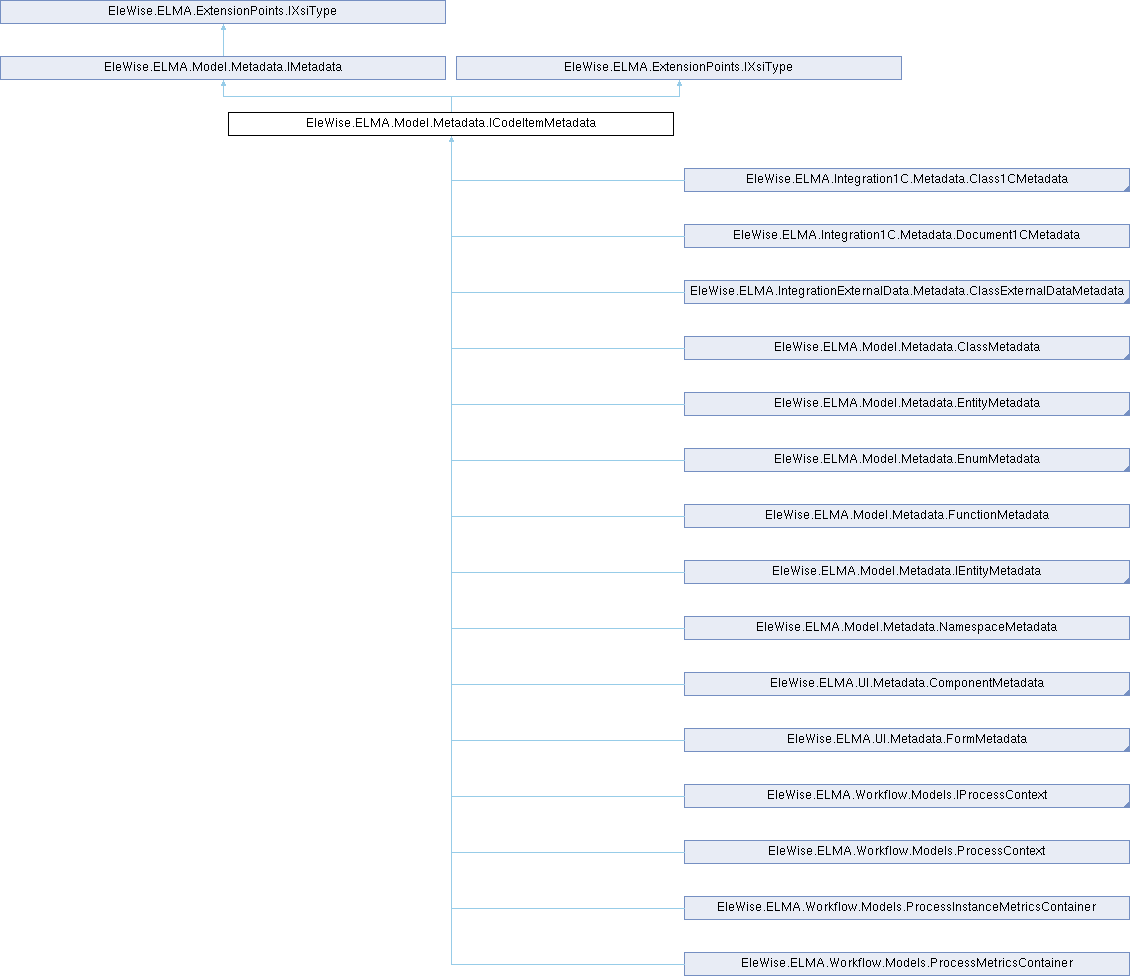 EleWise.ELMA.ExtensionPoints.IXsiType
EleWise.ELMA.Model.Metadata.IMetadata
EleWise.ELMA.ExtensionPoints.IXsiType
EleWise.ELMA.Model.Metadata.ICodeItemMetadata
EleWise.ELMA.Integration1C.Metadata.Class1CMetadata
EleWise.ELMA.Integration1C.Metadata.Document1CMetadata
EleWise.ELMA.IntegrationExternalData.Metadata.ClassExternalDataMetadata
EleWise.ELMA.Model.Metadata.ClassMetadata
EleWise.ELMA.Model.Metadata.EntityMetadata
EleWise.ELMA.Model.Metadata.EnumMetadata
EleWise.ELMA.Model.Metadata.FunctionMetadata
EleWise.ELMA.Model.Metadata.IEntityMetadata
EleWise.ELMA.Model.Metadata.NamespaceMetadata
EleWise.ELMA.UI.Metadata.ComponentMetadata
EleWise.ELMA.UI.Metadata.FormMetadata
EleWise.ELMA.Workflow.Models.IProcessContext
EleWise.ELMA.Workflow.Models.ProcessContext
EleWise.ELMA.Workflow.Models.ProcessInstanceMetricsContainer
EleWise.ELMA.Workflow.Models.ProcessMetricsContainer